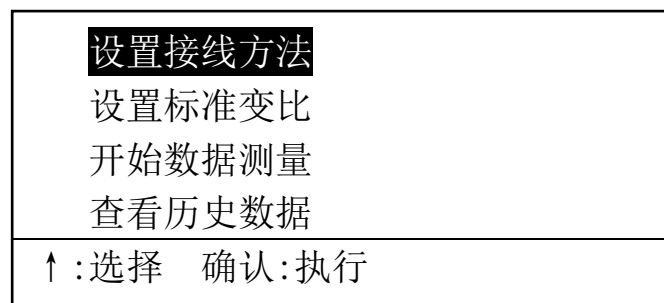 设置接线方法
设置标准变比
开始数据测量
查看历史数据
↑:选择 确认:执行